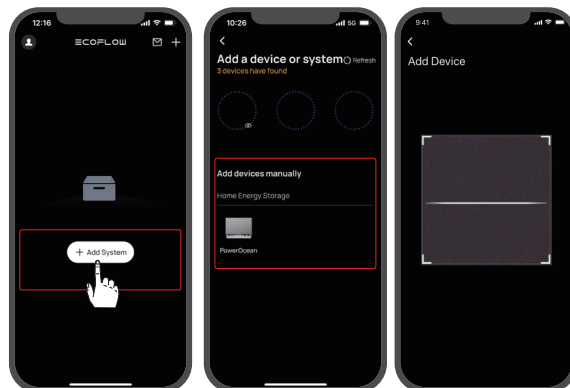 12:16
ECOFLOW
+ Add System
10:26
5G
Add a device or system
Refresh
3 devices have found
Add devices manually
Home Energy Storage
PowerOcean
9:41
Add Device